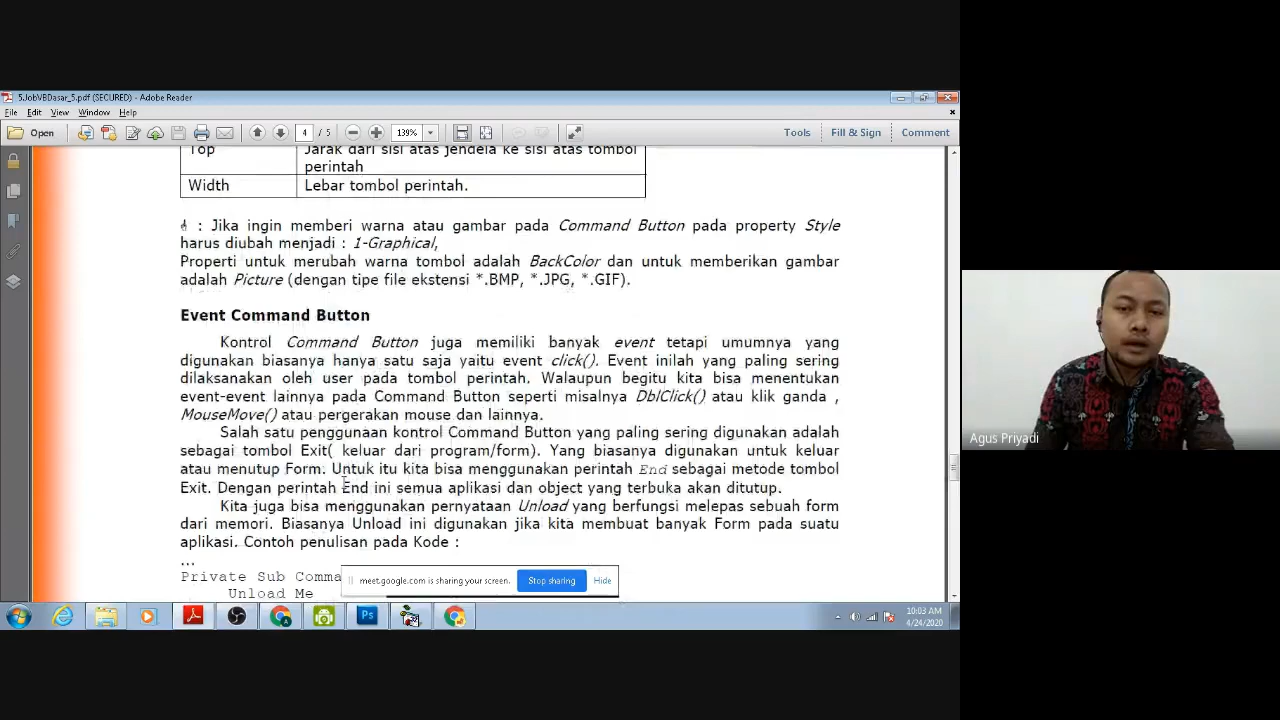 5.JobVBDasar_5.pdf (SECURED) - Adobe Reader
File Edit View Window Help
Open 4 / 5 139% Tools Fill & Sign Comment
Top Jarak dari sisi atas jendela ke sisi atas tombol
perintah
Width Lebar tombol perintah.
: Jika ingin memberi warna atau gambar pada Command Button pada property Style
harus diubah menjadi : 1-Graphical,
Properti untuk merubah warna tombol adalah BackColor dan untuk memberikan gambar
adalah Picture (dengan tipe file ekstensi *.BMP, *.JPG, *.GIF).
Event Command Button
Kontrol Command Button juga memiliki banyak event tetapi umumnya yang
digunakan biasanya hanya satu saja yaitu event click(). Event inilah yang paling sering
dilaksanakan oleh user pada tombol perintah. Walaupun begitu kita bisa menentukan
event-event lainnya pada Command Button seperti misalnya DblClick() atau klik ganda ,
MouseMove() atau pergerakan mouse dan lainnya.
Salah satu penggunaan kontrol Command Button yang paling sering digunakan adalah
sebagai tombol Exit( keluar dari program/form). Yang biasanya digunakan untuk keluar
atau menutup Form. Untuk itu kita bisa menggunakan perintah End sebagai metode tombol
Exit. Dengan perintah End ini semua aplikasi dan object yang terbuka akan ditutup.
Kita juga bisa menggunakan pernyataan Unload yang berfungsi melepas sebuah form
dari memori. Biasanya Unload ini digunakan jika kita membuat banyak Form pada suatu
aplikasi. Contoh penulisan pada Kode :
...
Private Sub Comma
Unload Me
meet.google.com is sharing your screen. Stop sharing Hide
10:03 AM
4/24/2020
Agus Priyadi